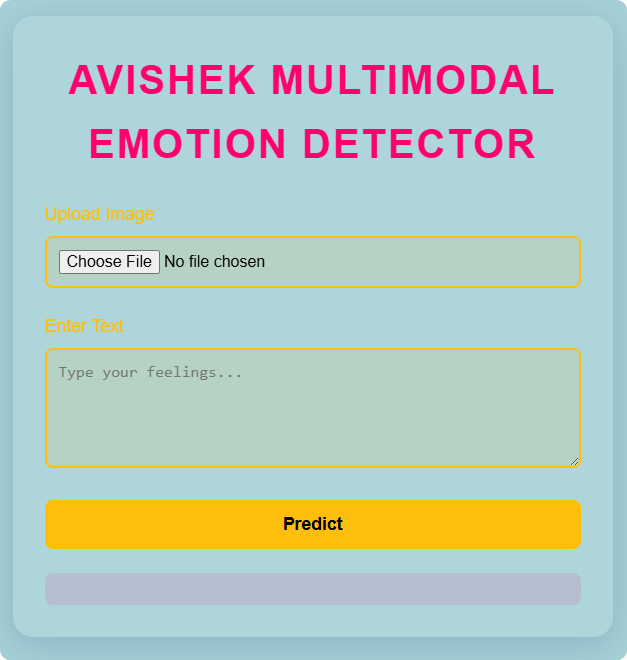 AVISHEK MULTIMODAL
EMOTION DETECTOR
Upload Image
Choose File No file chosen
Enter Text
Type your feelings...
Predict